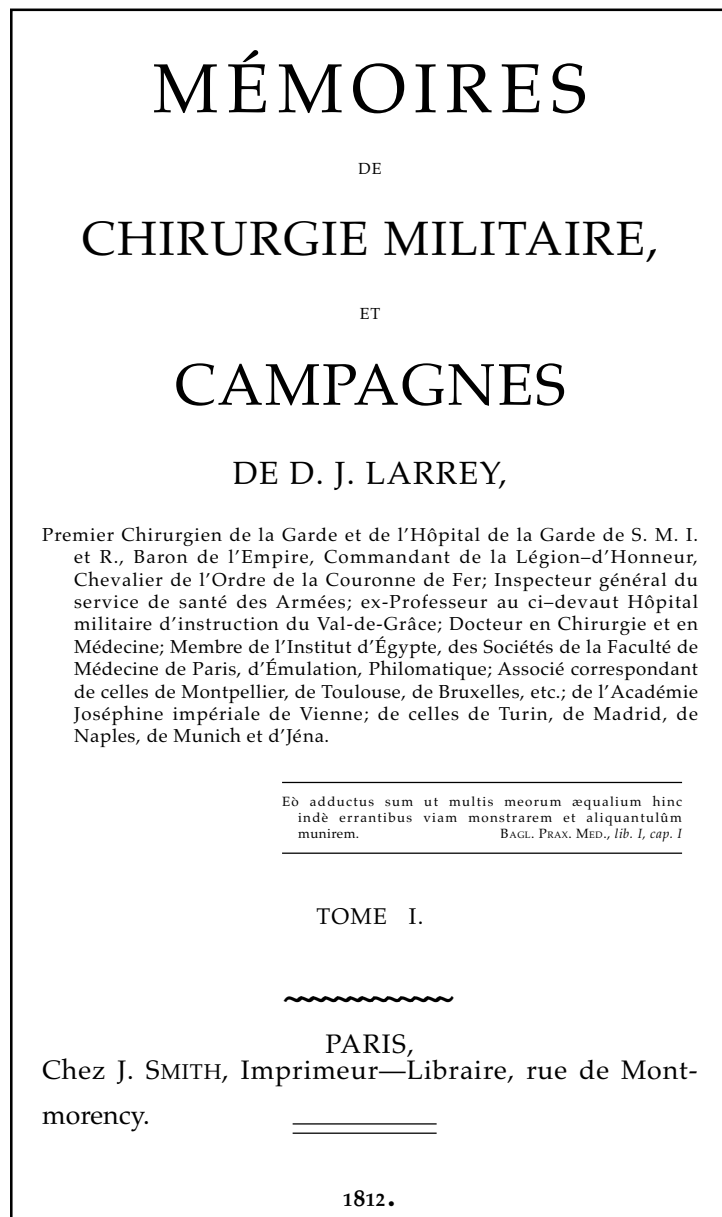 MÉMOIRES
DE
CHIRURGIE MILITAIRE,
ET
CAMPAGNES
DE D. J. LARREY,
Premier Chirurgien de la Garde et de l'Hôpital de la Garde de S. M. I.
et R., Baron de l'Empire, Commandant de la Légion–d'Honneur,
Chevalier de l'Ordre de la Couronne de Fer; Inspecteur général du
service de santé des Armées; ex-Professeur au ci–devaut Hôpital
militaire d'instruction du Val-de-Grâce; Docteur en Chirurgie et en
Médecine; Membre de l'Institut d'Égypte, des Sociétés de la Faculté de
Médecine de Paris, d'Émulation, Philomatique; Associé correspondant
de celles de Montpellier, de Toulouse, de Bruxelles, etc.; de l'Académie
Joséphine impériale de Vienne; de celles de Turin, de Madrid, de
Naples, de Munich et d'Jéna.
Eò adductus sum ut multis meorum æqualium hinc
indè errantibus viam monstrarem et aliquantulûm
munirem. BAGL. PRAX. MED., lib. I, cap. I
TOME I.
PARIS,
Chez J. SMITH, Imprimeur—Libraire, rue de Mont-
morency.
1812.